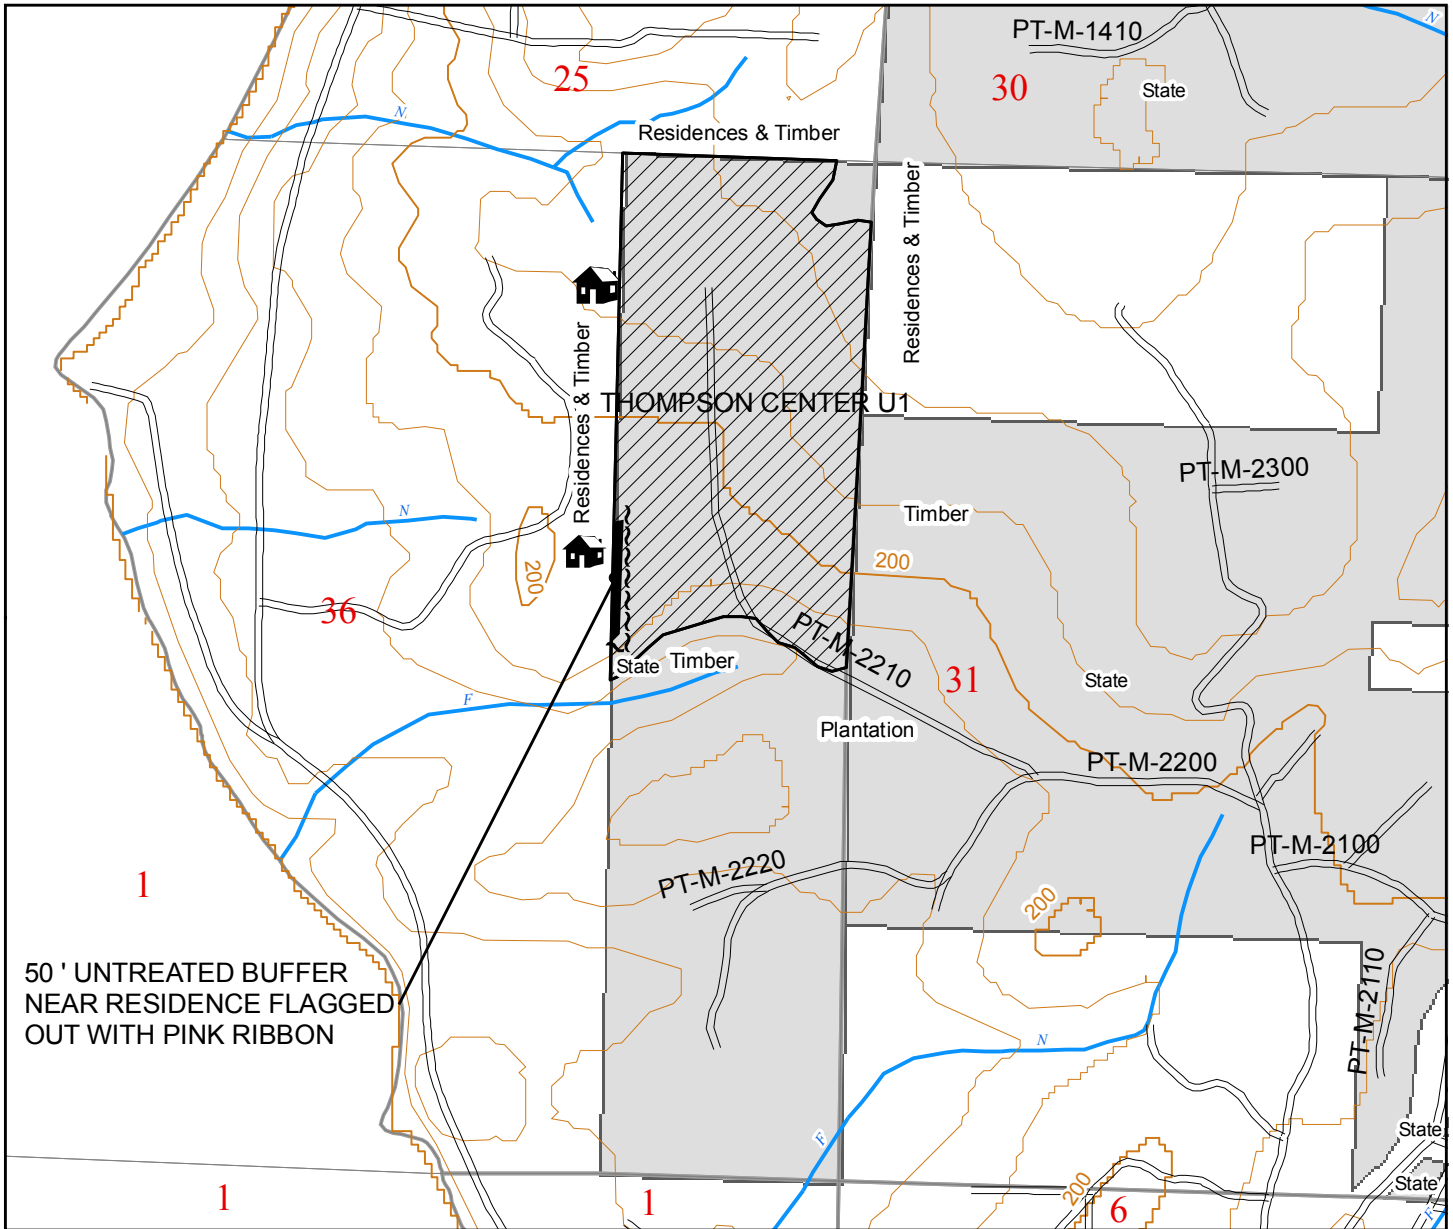 PT-M-1410
N
25
30
State
N
Residences & Timber
Residences & Timber
Residences & Timber
THOMPSON CENTER U1
PT-M-2300
N
Timber
200
200
36
PT-M-2210
State
Timber
31
State
F
Plantation
PT-M-2200
PT-M-2100
PT-M-2220
1
200
50 ' UNTREATED BUFFER
NEAR RESIDENCE FLAGGED
OUT WITH PINK RIBBON
PT-M-2110
N
F
State
State
200
1
1
6
F